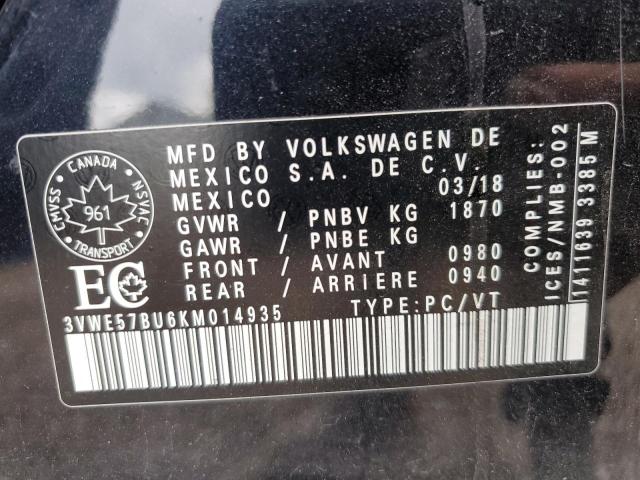 CANADA
CMVSS
NSVAC
961
TRANSPORT
EC
MFD BY VOLKSWAGEN DE
MEXICO S.A. DE C.V.
MEXICO 03/18
GVWR / PNBV KG 1870
GAWR / PNBE KG
FRONT / AVANT 0980
REAR / ARRIERE 0940
3VWE57BU6KM014935 TYPE:PC/VT
COMPLIES:
ICES/NMB-002
1411639 3385 M